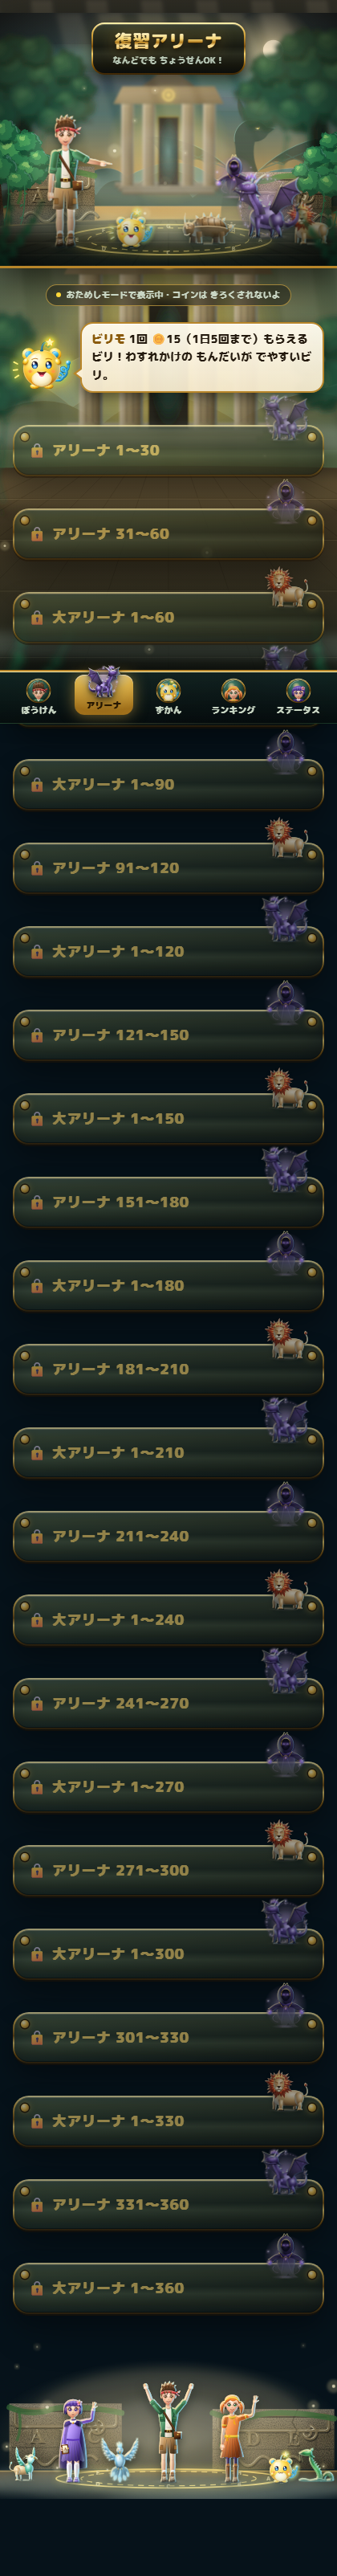 復習アリーナ
なんどでも ちょうせんOK！
おためしモードで表示中・コインは きろくされないよ
ビリモ 1回 15（1日5回まで）もらえる
ビリ！わすれかけの もんだいが でやすいビ
リ。
アリーナ 1〜30
アリーナ 31〜60
大アリーナ 1〜60
ぼうけん
アリーナ
ずかん
ランキング
ステータス
大アリーナ 1〜90
アリーナ 91〜120
大アリーナ 1〜120
アリーナ 121〜150
大アリーナ 1〜150
アリーナ 151〜180
大アリーナ 1〜180
アリーナ 181〜210
大アリーナ 1〜210
アリーナ 211〜240
大アリーナ 1〜240
アリーナ 241〜270
大アリーナ 1〜270
アリーナ 271〜300
大アリーナ 1〜300
アリーナ 301〜330
大アリーナ 1〜330
アリーナ 331〜360
大アリーナ 1〜360